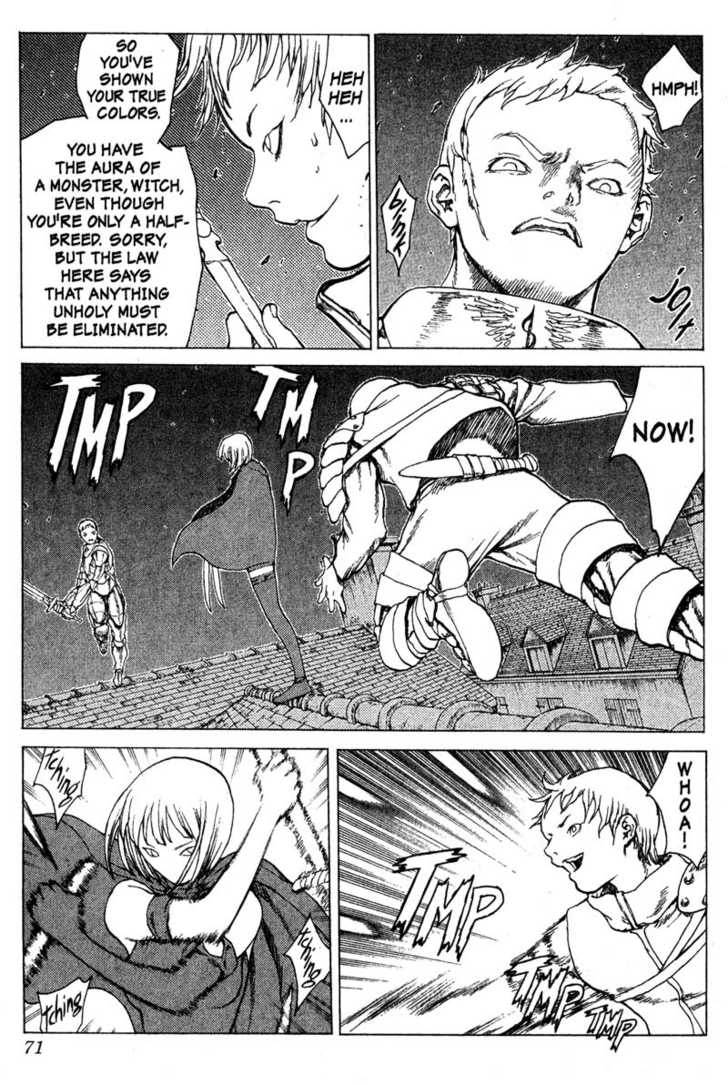 SO
YOU'VE
SHOWN
YOUR TRUE
COLORS.
YOU HAVE
THE AURA OF
A MONSTER, WITCH,
EVEN THOUGH
YOU'RE ONLY A HALF-
BREED. SORRY,
BUT THE LAW
HERE SAYS
THAT ANYTHING
UNHOLY MUST
BE ELIMINATED.
HEH
HEH
...
HMPH!
blink
jolt
TMP
TM
P
NOW!
tching
tching
tching
WHOA!
TMP
TMP
TMP
71